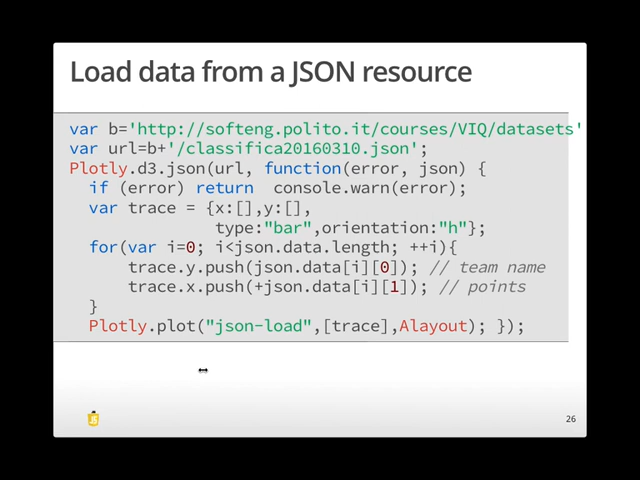 Load data from a JSON resource
var b='http://softeng.polito.it/courses/VIQ/datasets'
var url=b+'/classifica20160310.json';
Plotly.d3.json(url, function(error, json) {
if (error) return  console.warn(error);
var trace = {x:[],y:[],
type:"bar",orientation:"h"};
for(var i=0; i<json.data.length; ++i){
trace.y.push(json.data[i][0]); // team name
trace.x.push(+json.data[i][1]); // points
}
Plotly.plot("json-load",[trace],Alayout); });
26